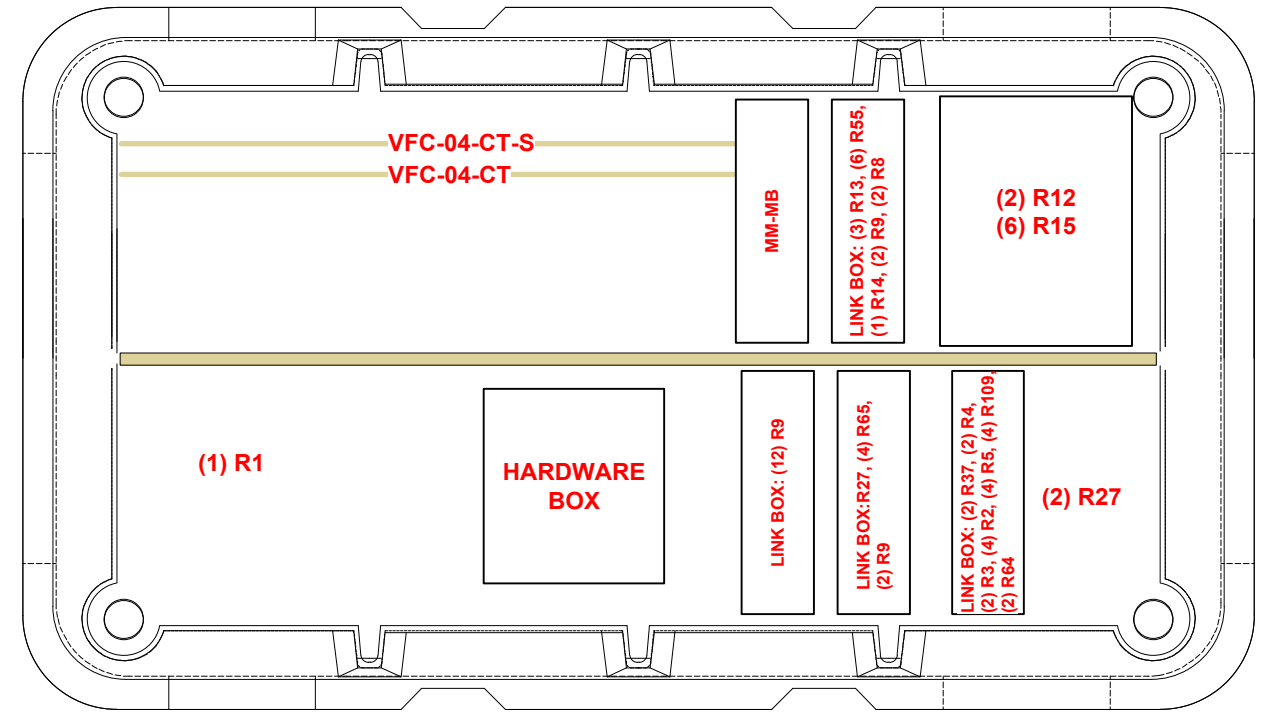 VFC-04-CT-S
VFC-04-CT
MM-MB
LINK BOX: (3) R13, (6) R55,
(1) R14, (2) R9, (2) R8
(2) R12
(6) R15
(1) R1
HARDWARE
BOX
LINK BOX: (12) R9
LINK BOX:R27, (4) R65,
(2) R9
LINK BOX: (2) R37, (2) R4,
(2) R3, (4) R2, (4) R5, (4) R109,
(2) R64
(2) R27